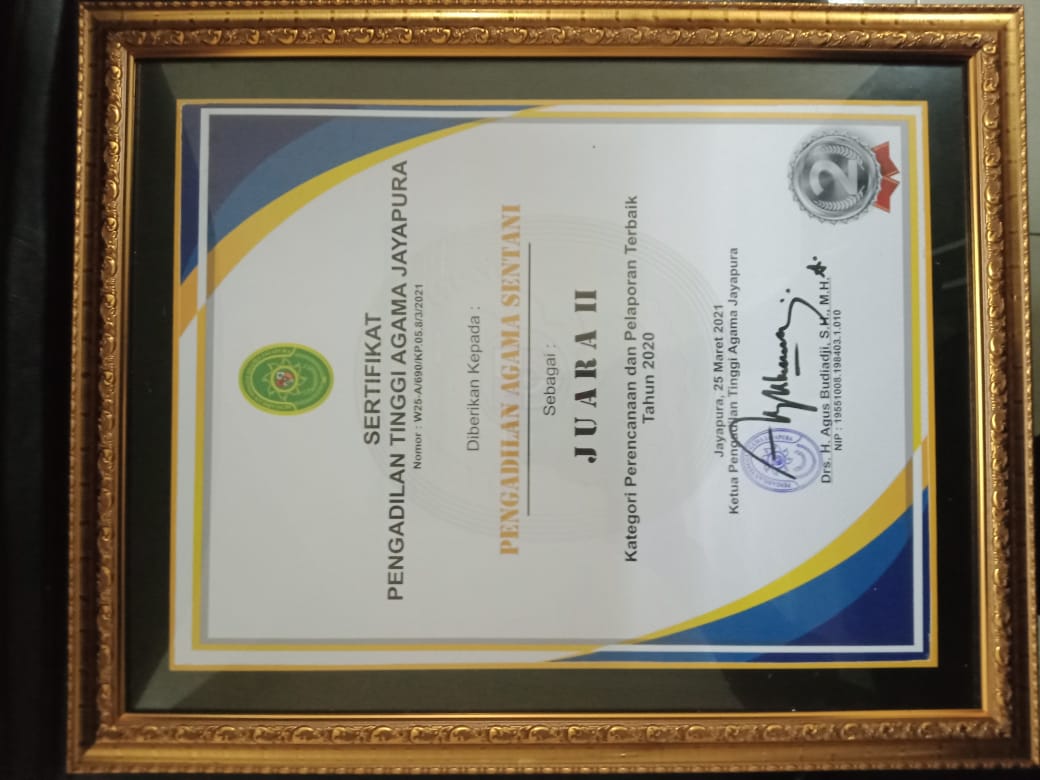 SERTIFIKAT
PENGADILAN TINGGI AGAMA JAYAPURA
Nomor : W25-A/690/KP.05.8/3/2021
Diberikan Kepada :
PENGADILAN AGAMA SENTANI
Sebagai :
JUARA II
Kategori Perencanaan dan Pelaporan Terbaik
Tahun 2020
Jayapura, 25 Maret 2021
Ketua Pengadilan Tinggi Agama Jayapura
Drs. H. Agus Budiadji, S.H., M.H.
NIP : 19551008.198403.1.010
2